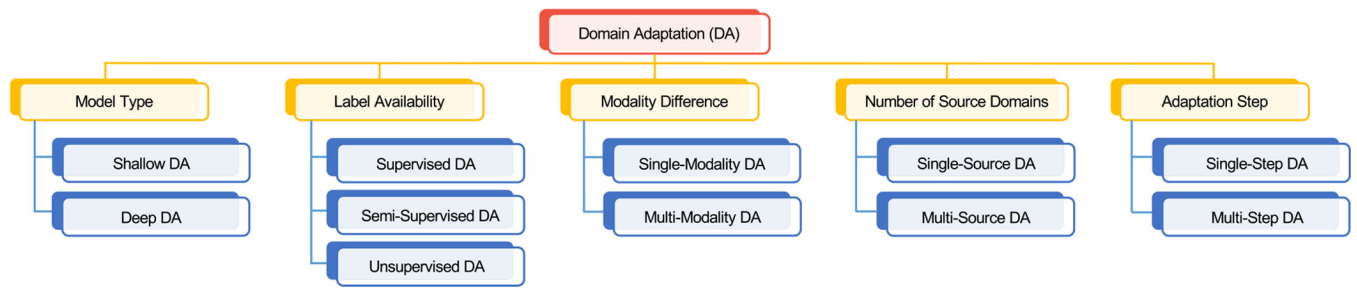 Domain Adaptation (DA)
Model Type
Shallow DA
Deep DA
Label Availability
Supervised DA
Semi-Supervised DA
Unsupervised DA
Modality Difference
Single-Modality DA
Multi-Modality DA
Number of Source Domains
Single-Source DA
Multi-Source DA
Adaptation Step
Single-Step DA
Multi-Step DA